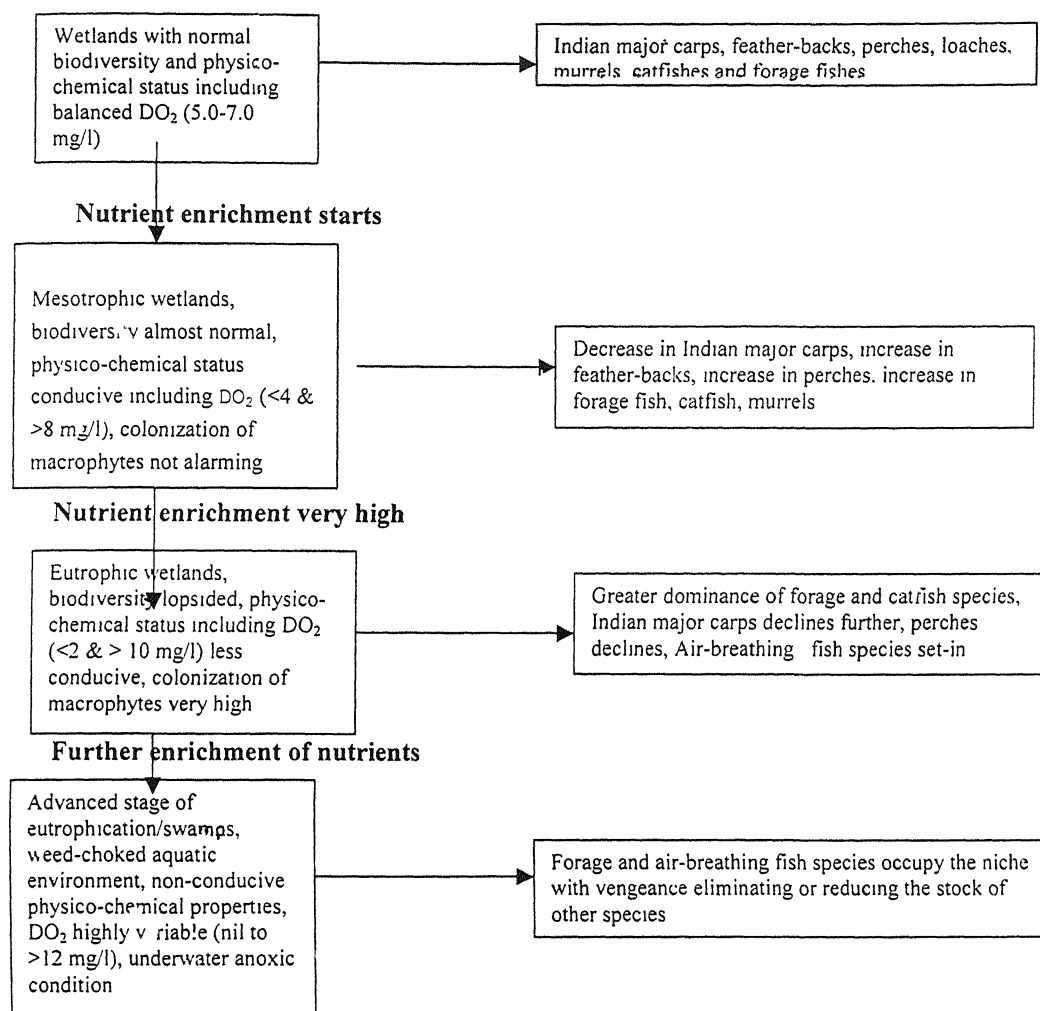 Wetlands with normal
biodiversity and physico-
chemical status including
balanced DO₂ (5.0-7.0
mg/l)
Indian major carps, feather-backs, perches, loaches,
murrels, catfishes and forage fishes
Nutrient enrichment starts
Mesotrophic wetlands,
almost normal,
physico-chemical status
conducive including DO₂ (<4 &
>8 mg/l), colonization of
macrophytes not alarming
Decrease in Indian major carps, increase in
feather-backs, increase in perches. increase in
forage fish, catfish, murrels
Nutrient enrichment very high
Eutrophic wetlands,
biodiversity lopsided, physico-
chemical status including DO₂
(<2 & > 10 mg/l) less
conducive, colonization of
macrophytes very high
Greater dominance of forage and catfish species,
Indian major carps declines further, perches
declines, Air-breathing fish species set-in
Further enrichment of nutrients
Advanced stage of
eutrophication/swamps,
weed-choked aquatic
environment, non-conducive
physico-chemical properties,
DO₂ highly (nil to
>12 mg/l), underwater anoxic
condition
Forage and air-breathing fish species occupy the niche
with vengeance eliminating or reducing the stock of
other species